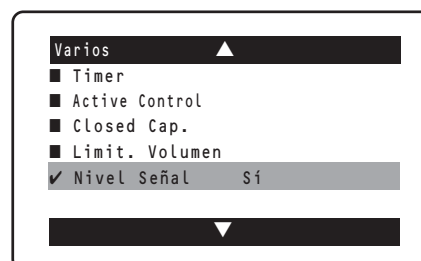 Varios
Timer
Active Control
Closed Cap.
Limit. Volumen
Nivel Señal Sí